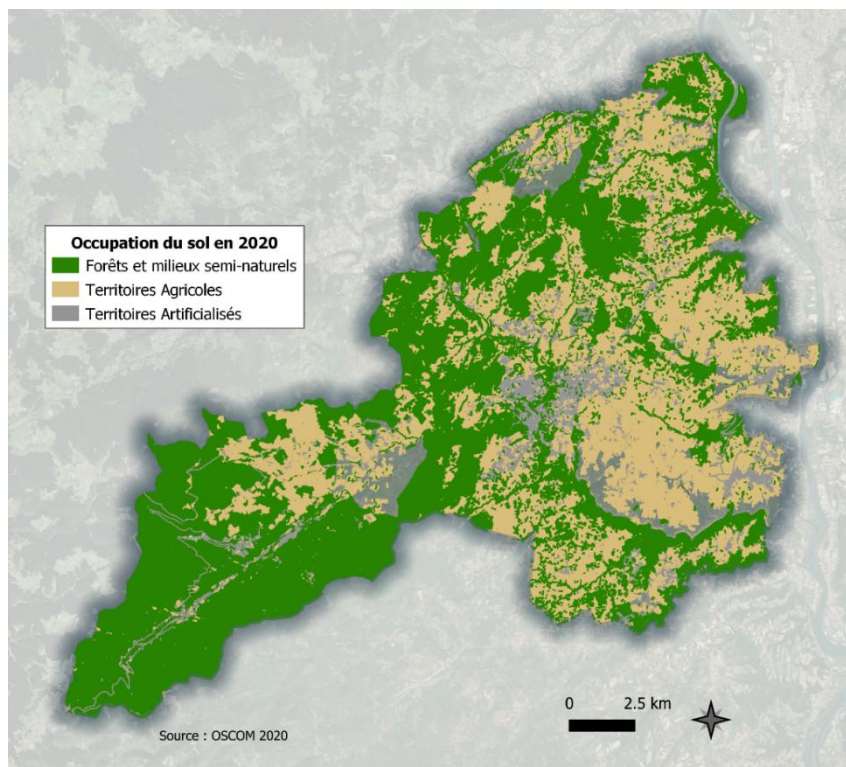 Occupation du sol en 2020
Forêts et milieux semi-naturels
Territoires Agricoles
Territoires Artificialisés
0 2.5 km
Source : OSCOM 2020